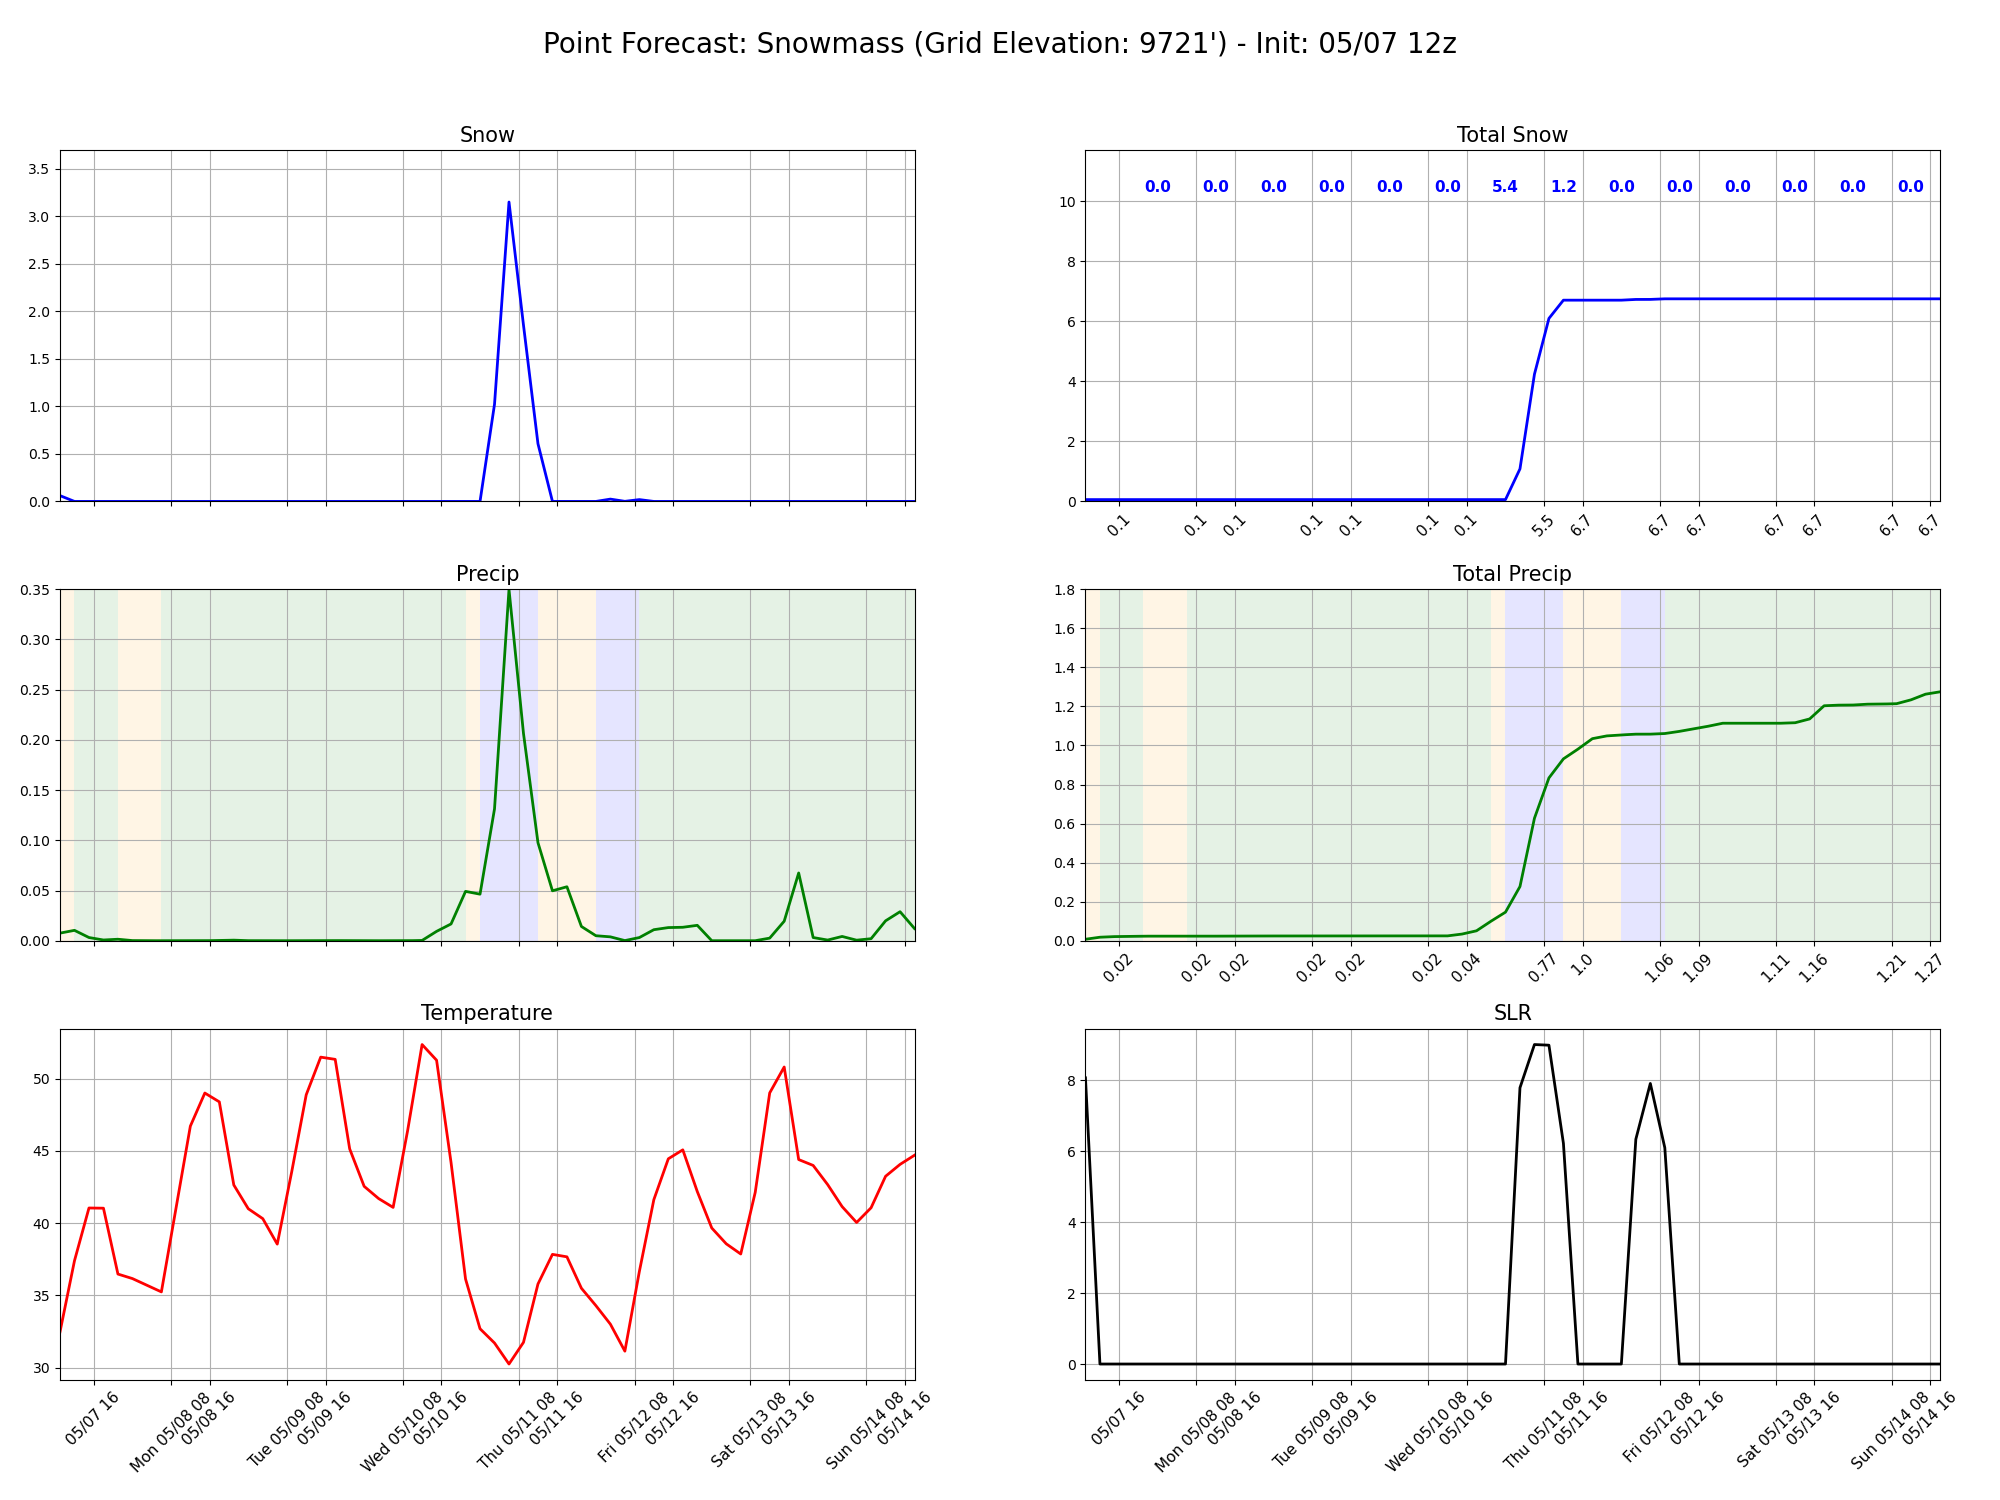 Point Forecast: Snowmass (Grid Elevation: 9721') - Init: 05/07 12z
Snow
3.5
3.0
2.5
2.0
1.5
1.0
0.5
0.0
Total Snow
0.0 0.0 0.0 0.0 0.0 0.0 5.4 1.2 0.0 0.0 0.0 0.0 0.0 0.0
10
8
6
4
2
0
0.1 0.1 0.1 0.1 0.1 0.1 0.1 5.5 6.7 6.7 6.7 6.7 6.7 6.7 6.7
Precip
0.35
0.30
0.25
0.20
0.15
0.10
0.05
0.00
Total Precip
1.8
1.6
1.4
1.2
1.0
0.8
0.6
0.4
0.2
0.0
0.02 0.02 0.02 0.02 0.02 0.02 0.04 0.77 1.0 1.06 1.09 1.11 1.16 1.21 1.27
Temperature
50
45
40
35
30
05/07 16
Mon 05/08 08
05/08 16
Tue 05/09 08
05/09 16
Wed 05/10 08
05/10 16
Thu 05/11 08
05/11 16
Fri 05/12 08
05/12 16
Sat 05/13 08
05/13 16
Sun 05/14 08
05/14 16
SLR
8
6
4
2
0
05/07 16
Mon 05/08 08
05/08 16
Tue 05/09 08
05/09 16
Wed 05/10 08
05/10 16
Thu 05/11 08
05/11 16
Fri 05/12 08
05/12 16
Sat 05/13 08
05/13 16
Sun 05/14 08
05/14 16